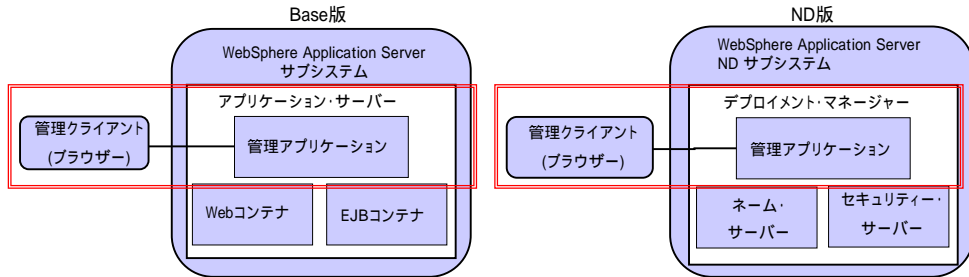 Base版
WebSphere Application Server
サブシステム
アプリケーション・サーバー
管理クライアント
(ブラウザー)
管理アプリケーション
Webコンテナ
EJBコンテナ
ND版
WebSphere Application Server
ND サブシステム
デプロイメント・マネージャー
管理クライアント
(ブラウザー)
管理アプリケーション
ネーム・
サーバー
セキュリティー・
サーバー